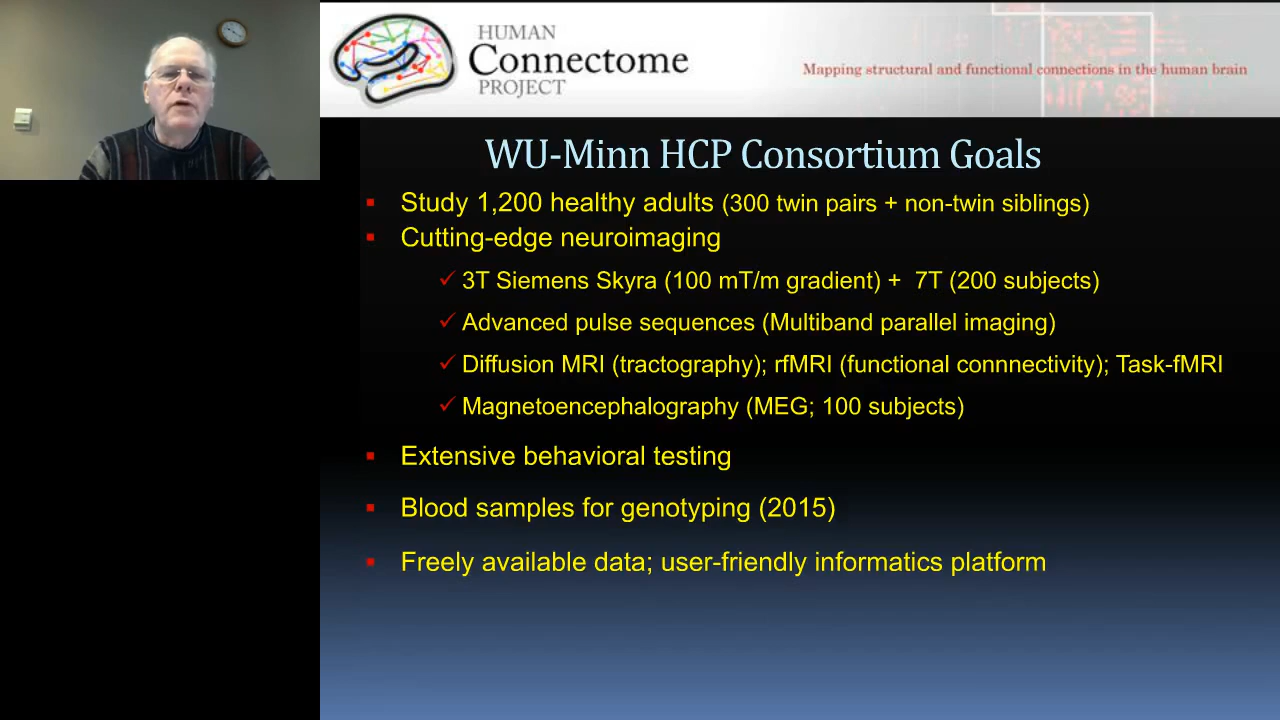 HUMAN
Connectome
PROJECT
Mapping structural and functional connections in the human brain
WU-Minn HCP Consortium Goals
Study 1,200 healthy adults (300 twin pairs + non-twin siblings)
Cutting-edge neuroimaging
3T Siemens Skyra (100 mT/m gradient) + 7T (200 subjects)
Advanced pulse sequences (Multiband parallel imaging)
Diffusion MRI (tractography); rfMRI (functional connnectivity); Task-fMRI
Magnetoencephalography (MEG; 100 subjects)
Extensive behavioral testing
Blood samples for genotyping (2015)
Freely available data; user-friendly informatics platform